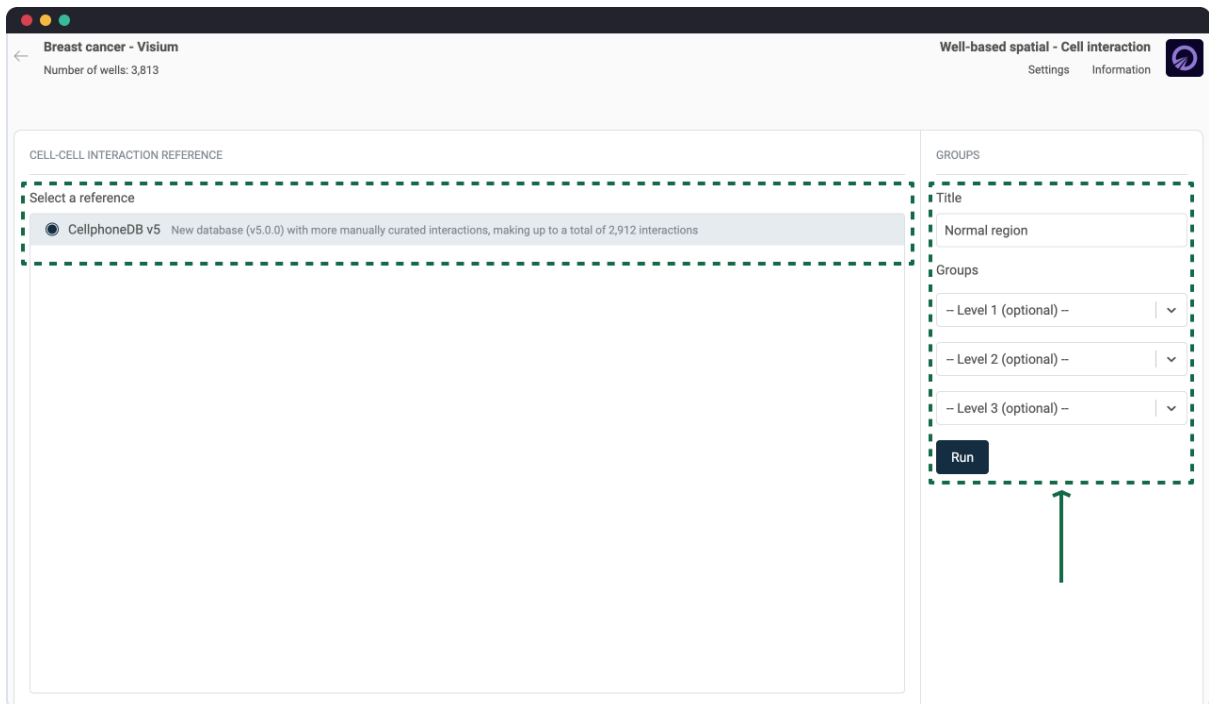 Breast cancer - Visium
Number of wells: 3,813
Well-based spatial - Cell interaction
Settings Information
CELL-CELL INTERACTION REFERENCE
Select a reference
CellphoneDB v5 New database (v5.0.0) with more manually curated interactions, making up to a total of 2,912 interactions
GROUPS
Title
Normal region
Groups
-- Level 1 (optional) --
-- Level 2 (optional) --
-- Level 3 (optional) --
Run